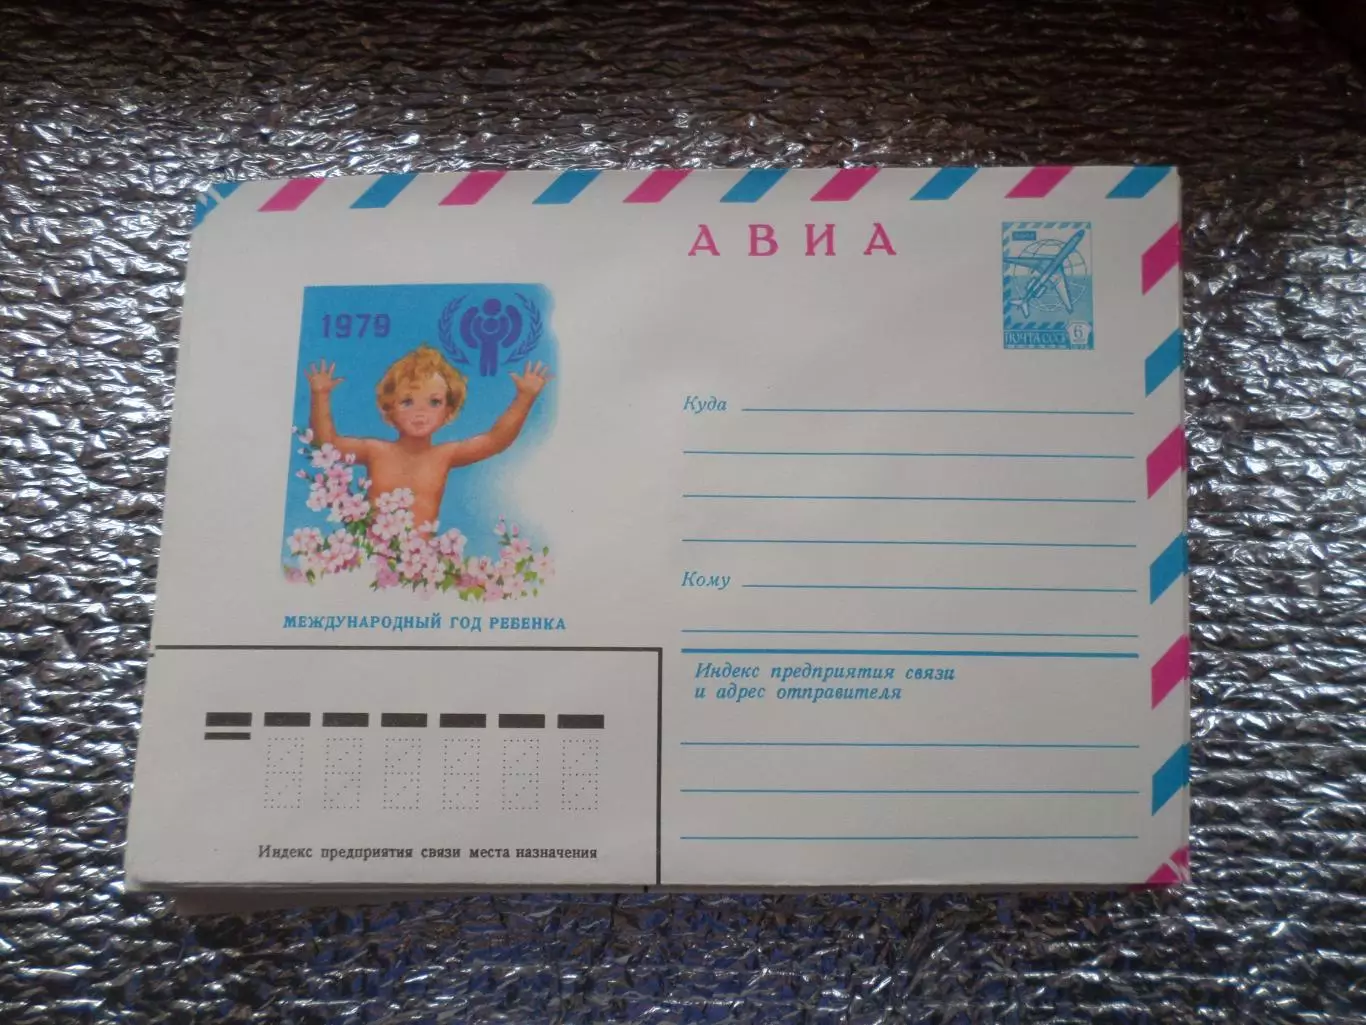 АВИА
1979
ПОЧТА СССР
6
Куда
Кому
МЕЖДУНАРОДНЫЙ ГОД РЕБЕНКА
Индекс предприятия связи
и адрес отправителя
Индекс предприятия связи места назначения